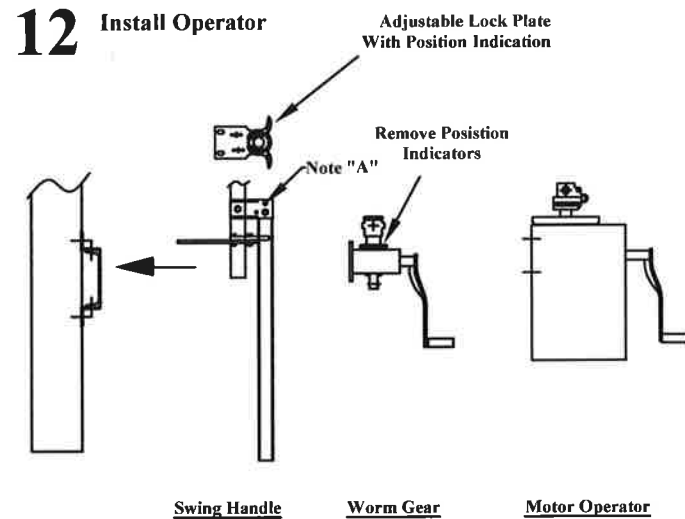 12 Install Operator
Adjustable Lock Plate
With Position Indication
Remove Posistion
Indicators
Note "A"
Swing Handle
Worm Gear
Motor Operator